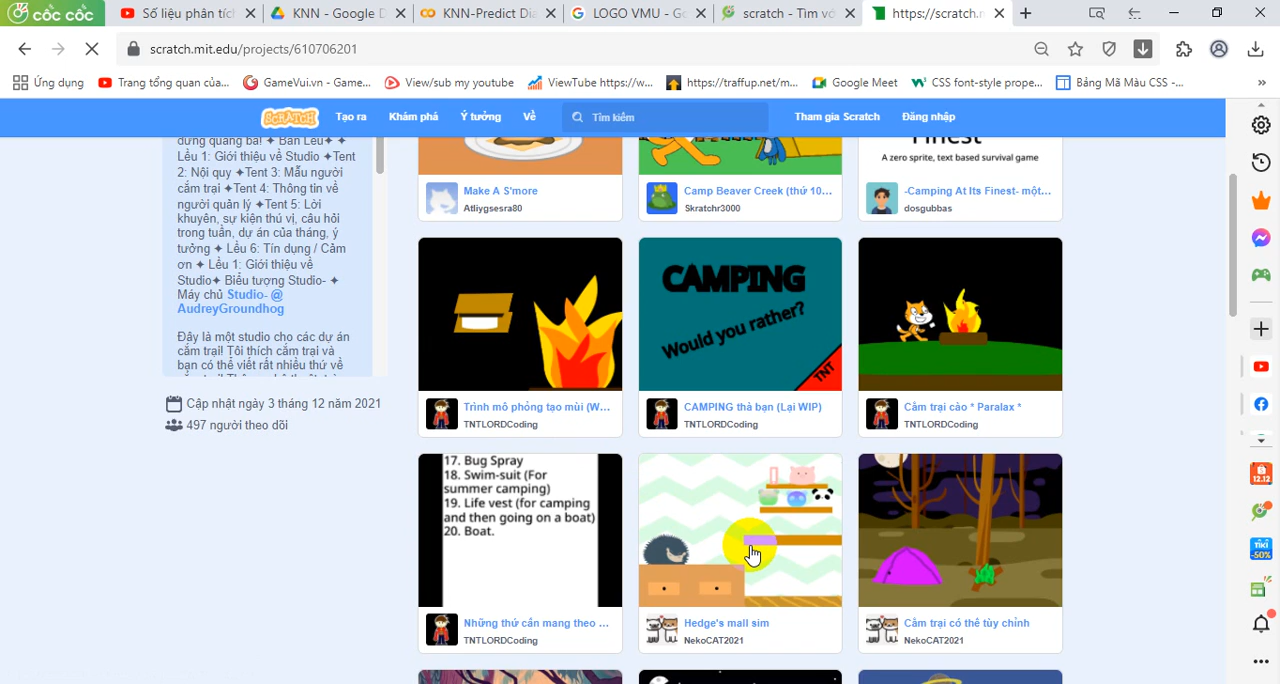 CỐC CỐC
Số liệu phân tích
KNN - Google D
KNN-Predict Dia
LOGO VMU - Go
scratch - Tìm vớ
https://scratch.m
scratch.mit.edu/projects/610706201
Ứng dụng
Trang tổng quan của...
GameVui.vn - Game...
View/sub my youtube
ViewTube https://w...
https://traffup.net/m...
Google Meet
CSS font-style prope...
Bảng Mã Màu CSS -...
SCRATCH
Tạo ra
Khám phá
Ý tưởng
Về
Tìm kiếm
Tham gia Scratch
Đăng nhập
Lều 1: Giới thiệu về Studio ✦Tent
2: Nội quy ✦Tent 3: Mẫu người
cắm trại ✦Tent 4: Thông tin về
người quản lý ✦Tent 5: Lời
khuyên, sự kiện thú vị, câu hỏi
trong tuần, dự án của tháng, ý
tưởng ✦ Lều 6: Tín dụng / Cảm
ơn ✦ Lều 1: Giới thiệu về
Studio✦ Biểu tượng Studio- ✦
Máy chủ Studio- @
AudreyGroundhog
Đây là một studio cho các dự án
cắm trại! Tôi thích cắm trại và
bạn có thể viết rất nhiều thứ về
Cập nhật ngày 3 tháng 12 năm 2021
497 người theo dõi
Make A S'more
Atliygsesra80
Camp Beaver Creek (thứ 10...
Skratchr3000
Finest
A zero sprite, text based survival game
-Camping At Its Finest- một...
dosgubbas
Trình mô phỏng tạo mùi (W...
TNTLORDCoding
CAMPING
Would you rather?
TNT
CAMPING thà bạn (Lại WIP)
TNTLORDCoding
Cắm trại cào * Paralax *
TNTLORDCoding
17. Bug Spray
18. Swim-suit (For
summer camping)
19. Life vest (for camping
and then going on a boat)
20. Boat.
Những thứ cần mang theo ...
TNTLORDCoding
Hedge's mall sim
NekoCAT2021
Cắm trại có thể tùy chỉnh
NekoCAT2021
12.12
TIKI
-50%